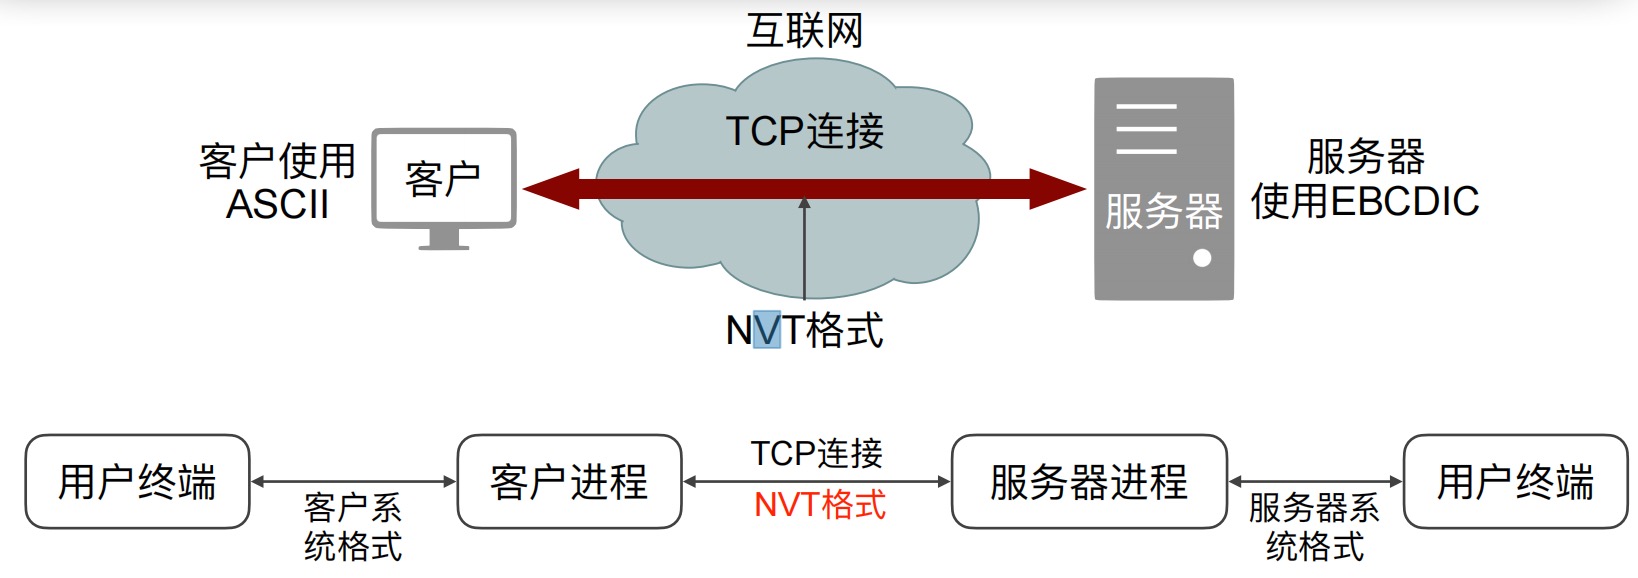 互联网
TCP连接
客户使用
ASCII
客户
服务器
服务器
使用EBCDIC
NVT格式
用户终端
客户系
统格式
客户进程
TCP连接
NVT格式
服务器进程
服务器系
统格式
用户终端